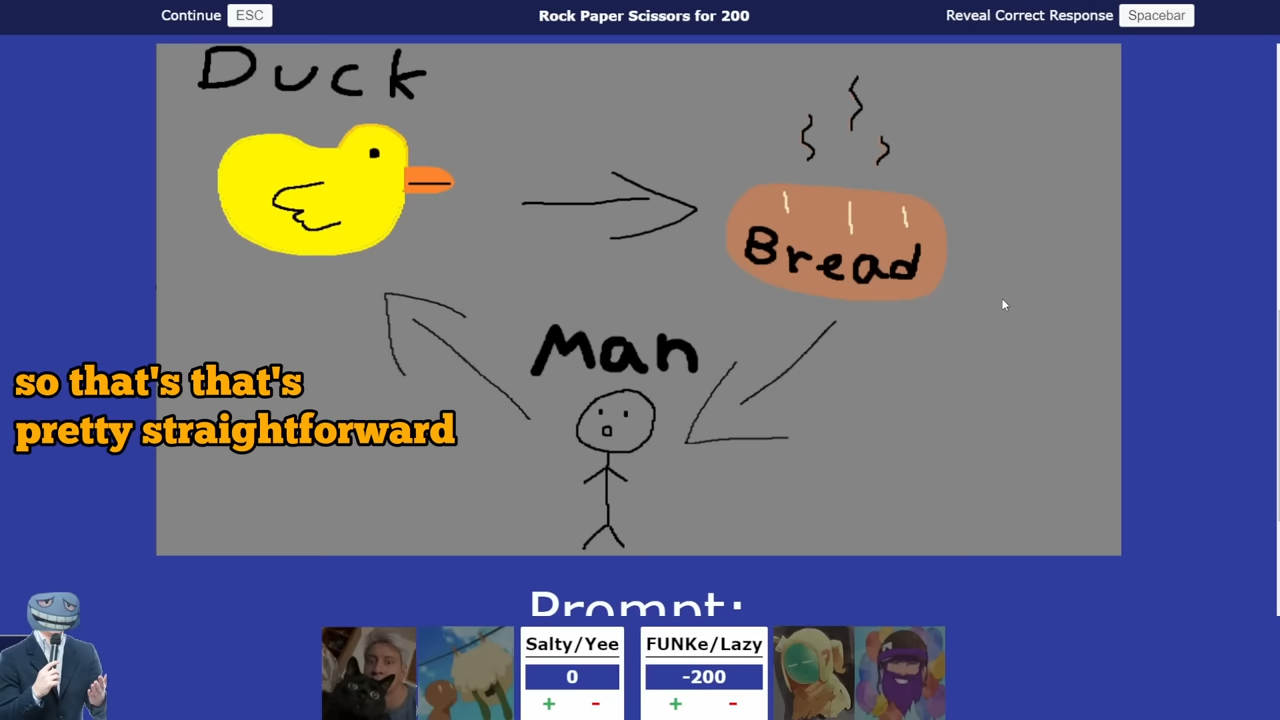 Continue ESC
Rock Paper Scissors for 200
Reveal Correct Response Spacebar
Duck
Bread
Man
so that's that's
pretty straightforward
Prompt:
Salty/Yee
0
+ -
FUNKe/Lazy
-200
+ -